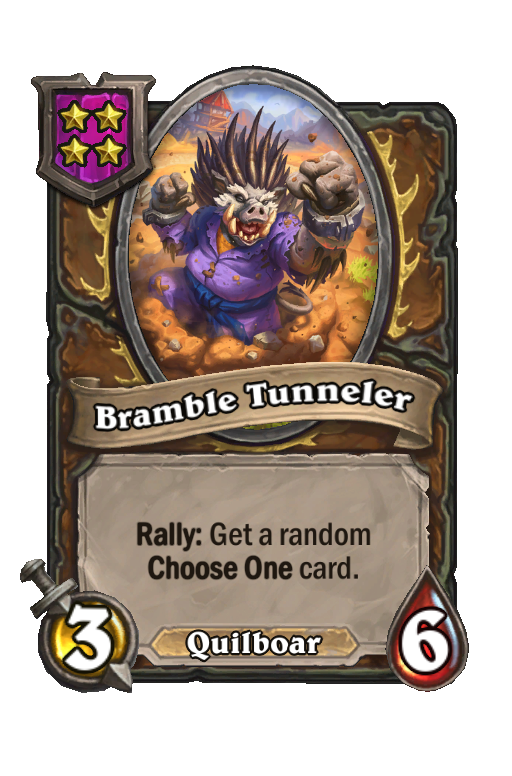 Bramble Tunneler
Rally: Get a random
Choose One card.
3
Quilboar
6